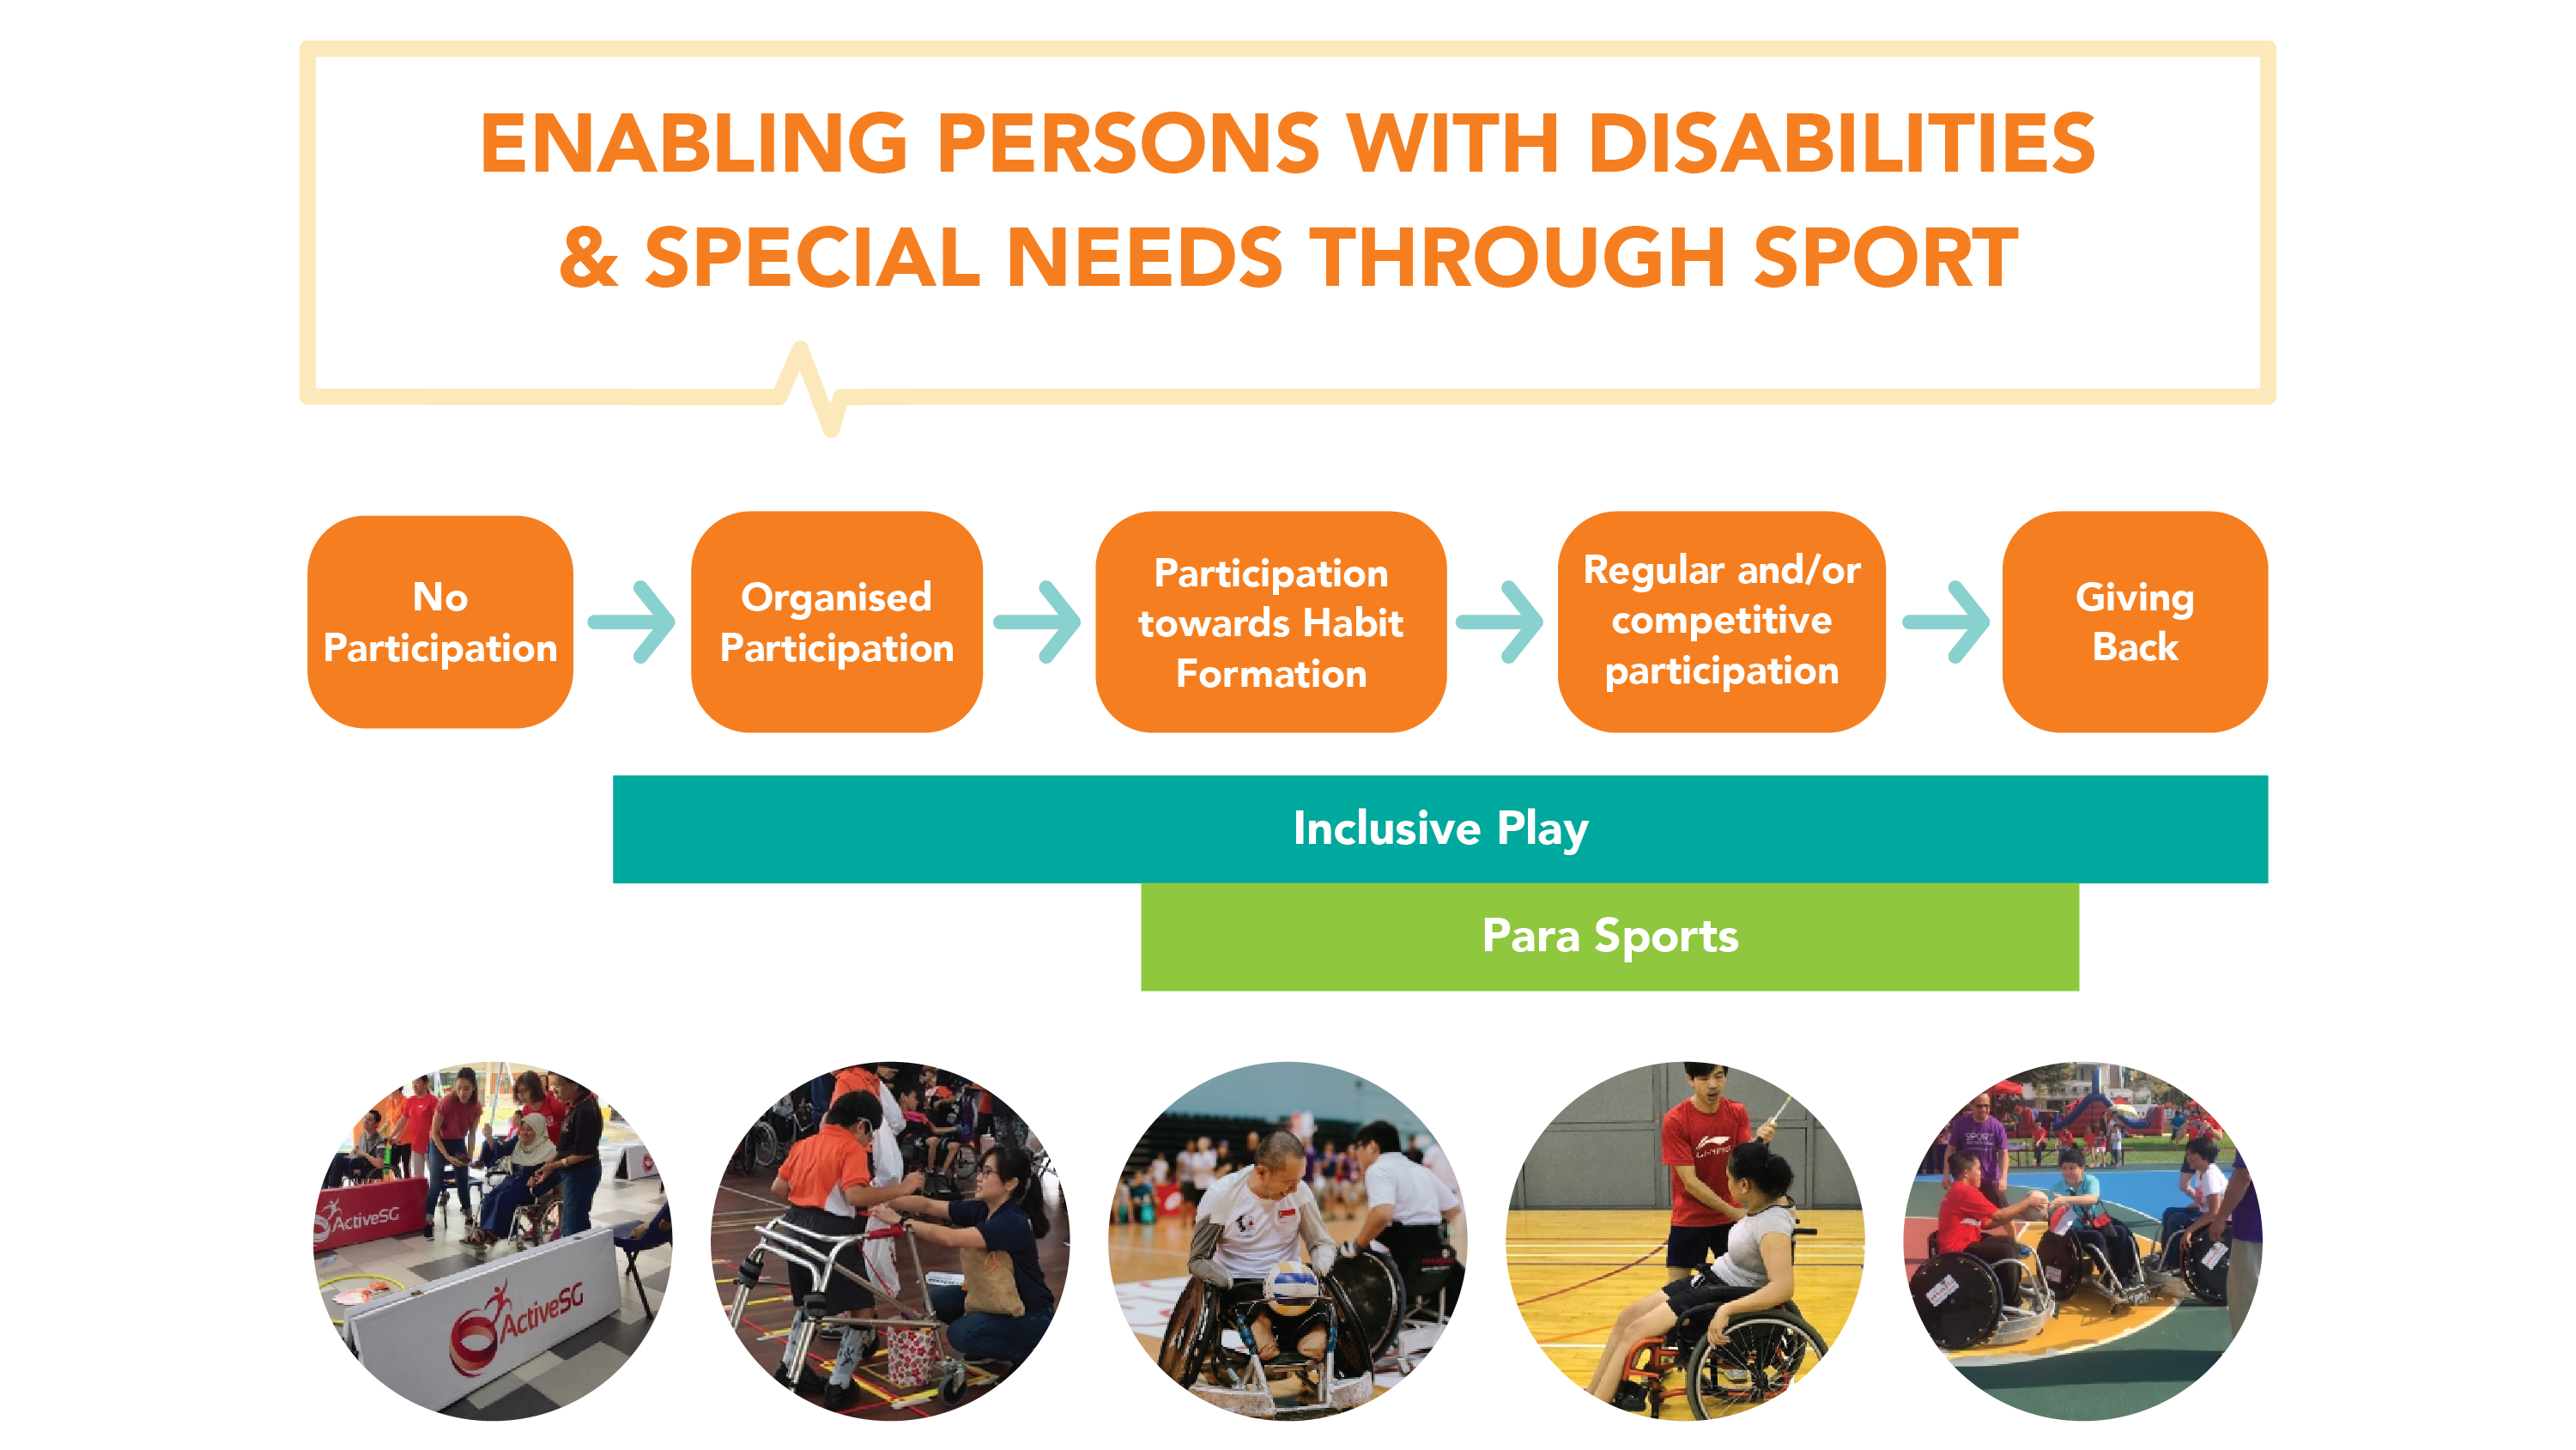 ENABLING PERSONS WITH DISABILITIES
& SPECIAL NEEDS THROUGH SPORT
No
Participation
Organised
Participation
Participation
towards Habit
Formation
Regular and/or
competitive
participation
Giving
Back
Inclusive Play
Para Sports
ActiveSG
ActiveSG
SPORT